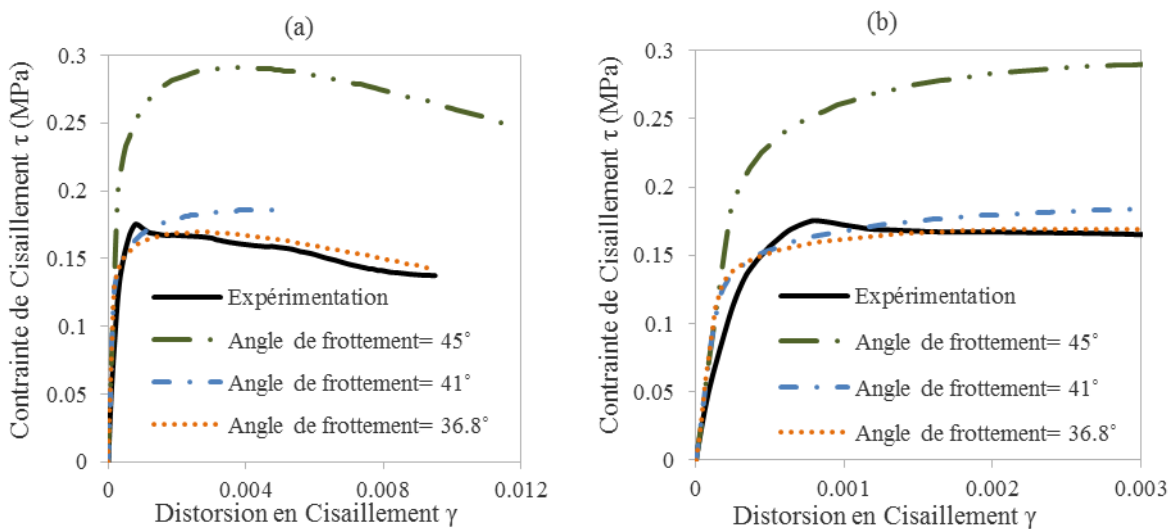 (a)
Contrainte de Cisaillement τ (MPa)
0.3
0.25
0.2
0.15
0.1
0.05
0
Expérimentation
Angle de frottement= 45°
Angle de frottement= 41°
Angle de frottement= 36.8°
0 0.004 0.008 0.012
Distorsion en Cisaillement γ
(b)
Contrainte de Cisaillement τ (MPa)
0.3
0.25
0.2
0.15
0.1
0.05
0
Expérimentation
Angle de frottement= 45°
Angle de frottement= 41°
Angle de frottement= 36.8°
0 0.001 0.002 0.003
Distorsion en Cisaillement γ